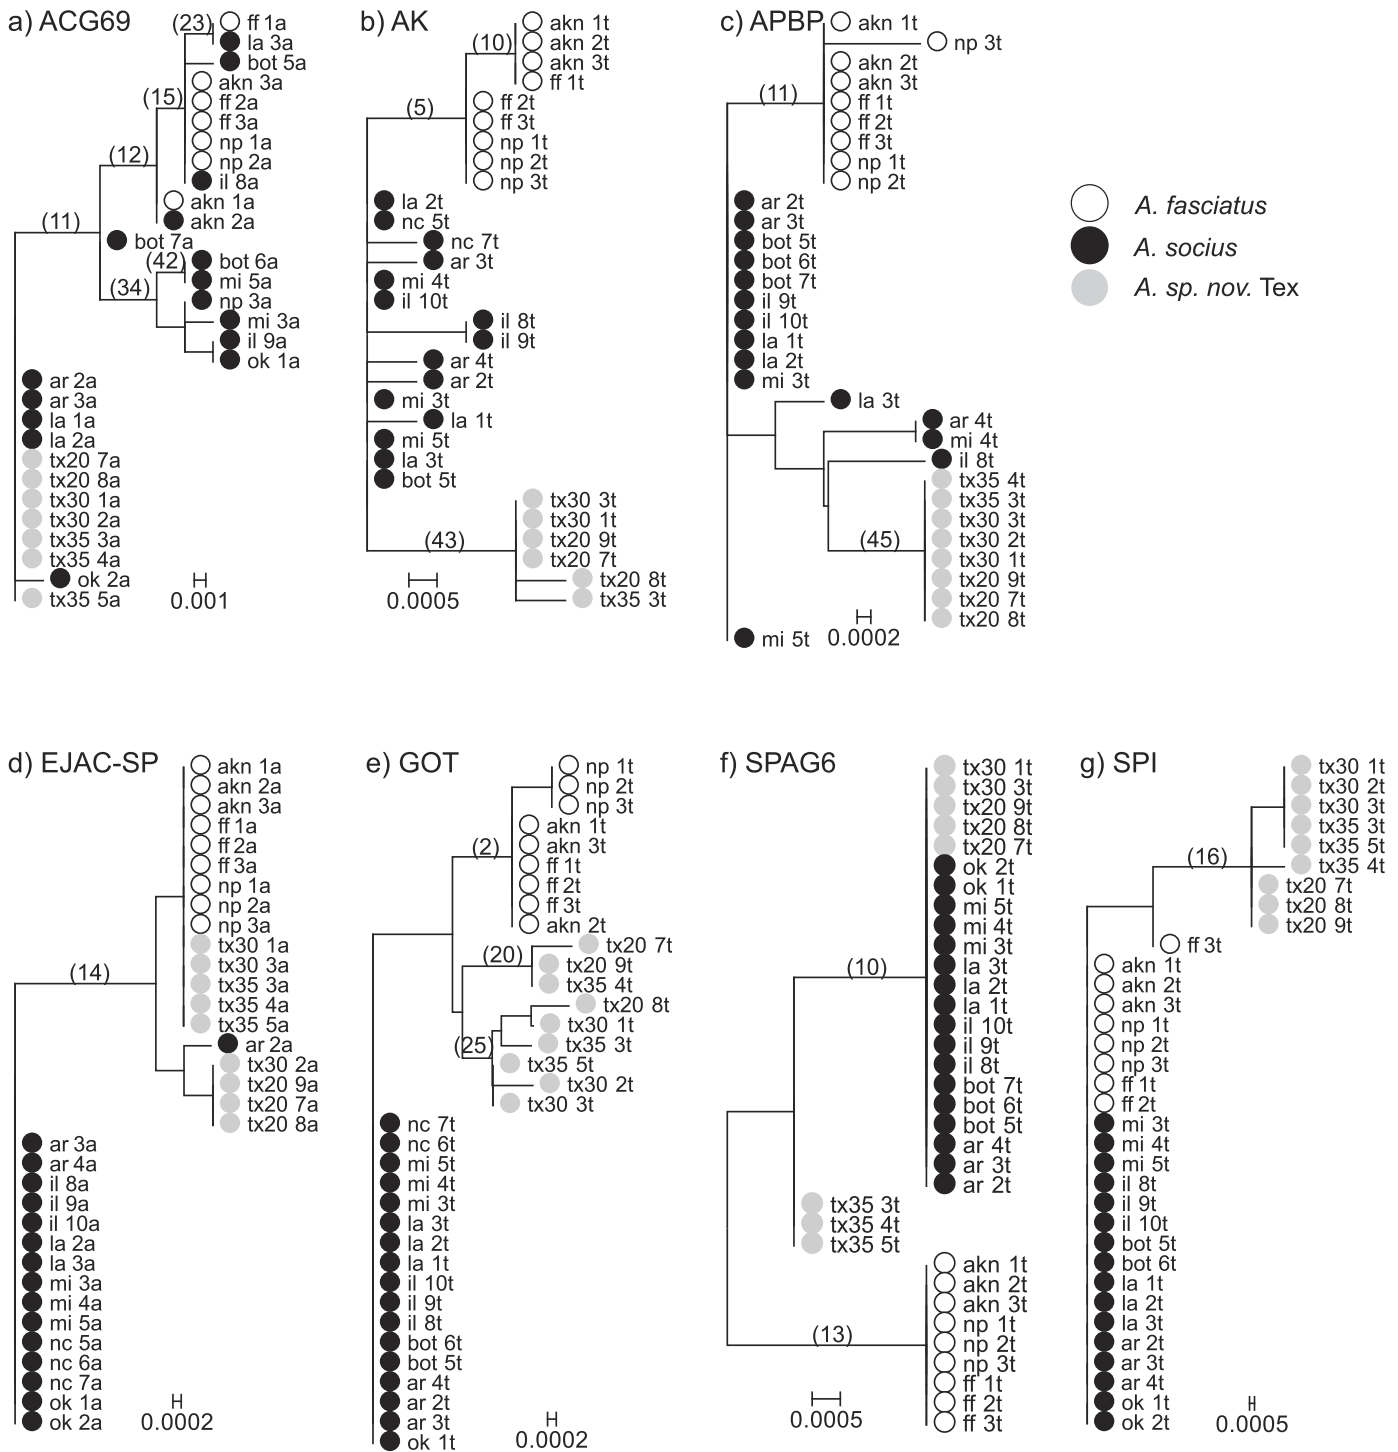 a) ACG69
(23)
ff 1a
la 3a
bot 5a
akn 3a
(15)
ff 2a
ff 3a
np 1a
(12)
np 2a
il 8a
akn 1a
(11)
akn 2a
bot 7a
(42)
bot 6a
mi 5a
(34)
np 3a
mi 3a
il 9a
ok 1a
ar 2a
ar 3a
la 1a
la 2a
tx20 7a
tx20 8a
tx30 1a
tx30 2a
tx35 3a
tx35 4a
ok 2a
tx35 5a
0.001
b) AK
akn 1t
(10)
akn 2t
akn 3t
ff 1t
(5)
ff 2t
ff 3t
np 1t
np 2t
np 3t
la 2t
nc 5t
nc 7t
ar 3t
mi 4t
il 10t
il 8t
il 9t
ar 4t
ar 2t
mi 3t
la 1t
mi 5t
la 3t
bot 5t
tx30 3t
tx30 1t
(43)
tx20 9t
tx20 7t
tx20 8t
tx35 3t
0.0005
c) APBP
akn 1t
np 3t
akn 2t
akn 3t
(11)
ff 1t
ff 2t
ff 3t
np 1t
np 2t
ar 2t
ar 3t
bot 5t
bot 6t
bot 7t
il 9t
il 10t
la 1t
la 2t
mi 3t
la 3t
ar 4t
mi 4t
il 8t
tx35 4t
tx35 3t
tx30 3t
(45)
tx30 2t
tx30 1t
tx20 9t
tx20 7t
tx20 8t
mi 5t
0.0002
A. fasciatus
A. socius
A. sp. nov. Tex
d) EJAC-SP
akn 1a
akn 2a
akn 3a
ff 1a
ff 2a
ff 3a
np 1a
np 2a
np 3a
tx30 1a
(14)
tx30 3a
tx35 3a
tx35 4a
tx35 5a
ar 2a
tx30 2a
tx20 9a
tx20 7a
tx20 8a
ar 3a
ar 4a
il 8a
il 9a
il 10a
la 2a
la 3a
mi 3a
mi 4a
mi 5a
nc 5a
nc 6a
nc 7a
ok 1a
ok 2a
0.0002
e) GOT
np 1t
np 2t
np 3t
akn 1t
(2)
akn 3t
ff 1t
ff 2t
ff 3t
akn 2t
(20)
tx20 7t
tx20 9t
tx35 4t
tx20 8t
tx30 1t
(25)
tx35 3t
tx35 5t
tx30 2t
tx30 3t
nc 7t
nc 6t
mi 5t
mi 4t
mi 3t
la 3t
la 2t
la 1t
il 10t
il 9t
il 8t
bot 6t
bot 5t
ar 4t
ar 2t
ar 3t
ok 1t
0.0002
f) SPAG6
tx30 1t
tx30 3t
tx20 9t
tx20 8t
tx20 7t
ok 2t
ok 1t
mi 5t
mi 4t
mi 3t
(10)
la 3t
la 2t
la 1t
il 10t
il 9t
il 8t
bot 7t
bot 6t
bot 5t
ar 4t
ar 3t
ar 2t
tx35 3t
tx35 4t
tx35 5t
akn 1t
akn 2t
akn 3t
(13)
np 1t
np 2t
np 3t
ff 1t
ff 2t
ff 3t
0.0005
g) SPI
tx30 1t
tx30 2t
tx30 3t
tx35 3t
tx35 5t
(16)
tx35 4t
tx20 7t
tx20 8t
tx20 9t
ff 3t
akn 1t
akn 2t
akn 3t
np 1t
np 2t
np 3t
ff 1t
ff 2t
mi 3t
mi 4t
mi 5t
il 8t
il 9t
il 10t
bot 5t
bot 6t
la 1t
la 2t
la 3t
ar 2t
ar 3t
ar 4t
ok 1t
ok 2t
0.0005